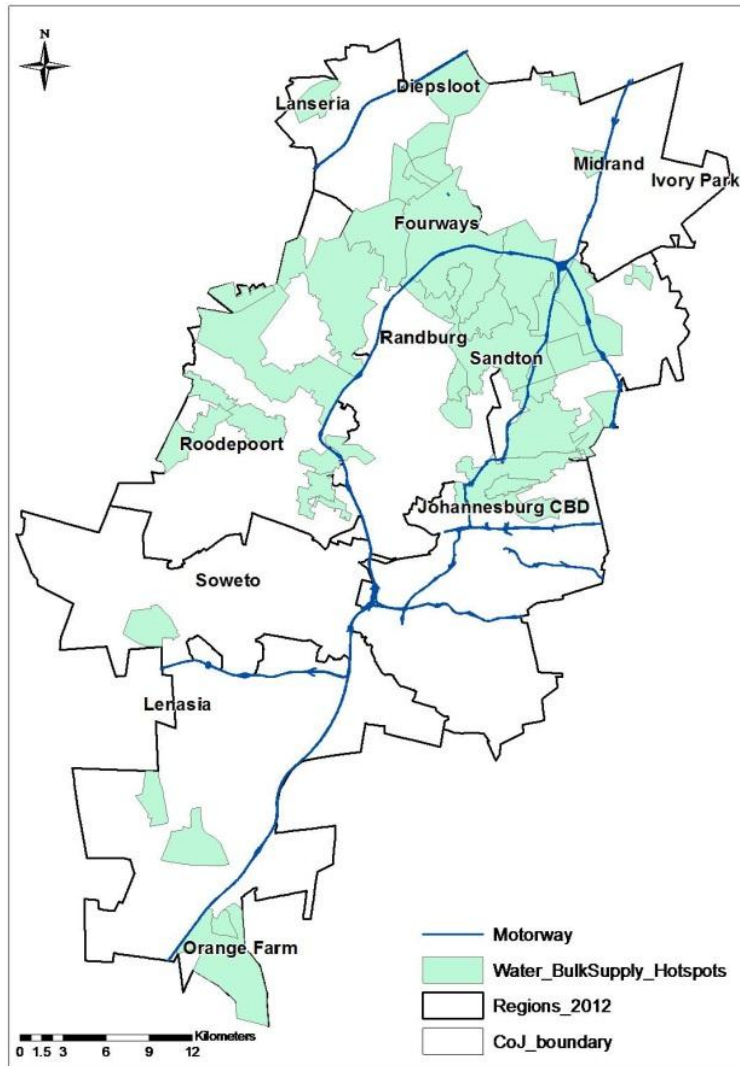 N
Lanseria
Diepsloot
Midrand
Ivory Park
Fourways
Randburg
Sandton
Roodepoort
Johannesburg CBD
Soweto
Lenasia
Orange Farm
Motorway
Water_BulkSupply_Hotspots
Regions_2012
CoJ_boundary
Kilometers
0 1.5 3 6 9 12